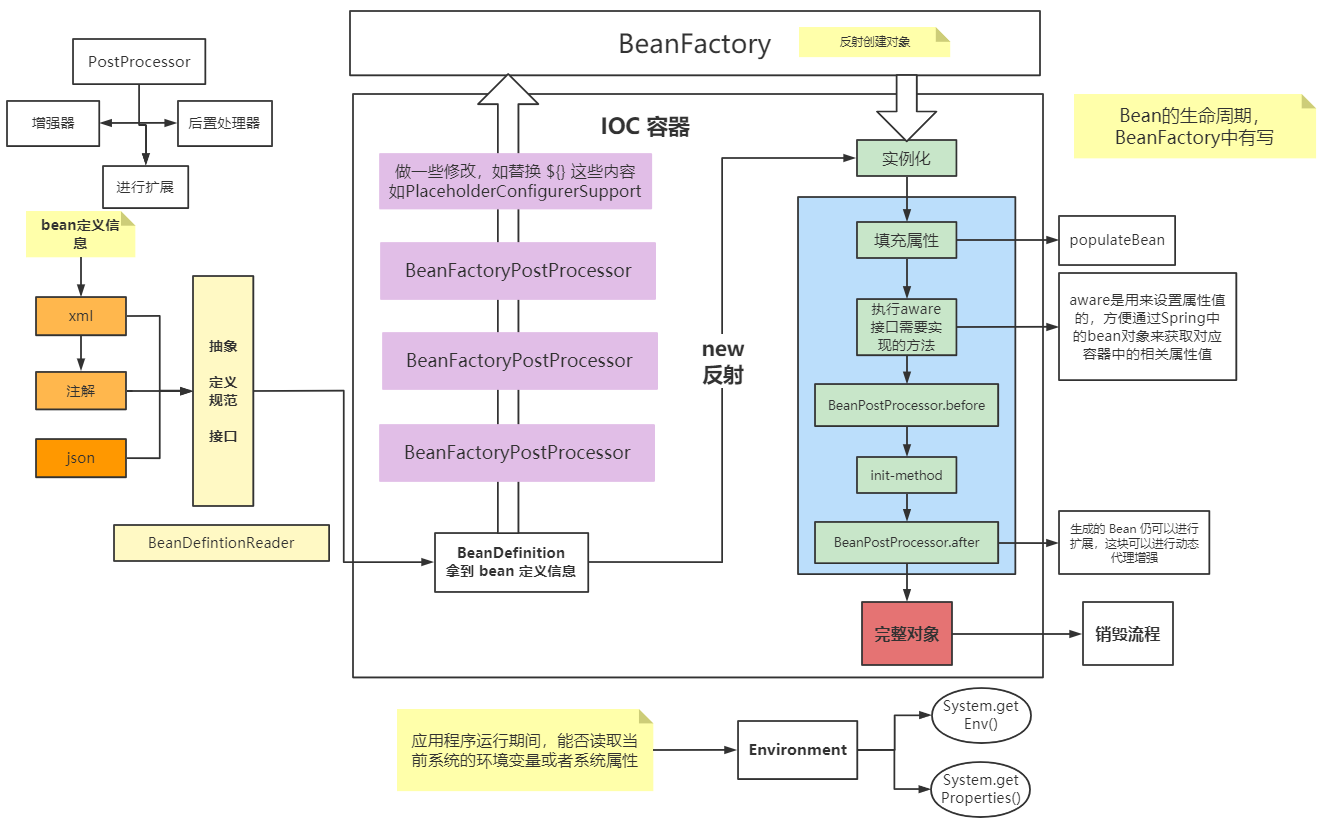 BeanFactory
反射创建对象
PostProcessor
增强器
后置处理器
进行扩展
Bean的生命周期，
BeanFactory中有写
IOC 容器
做一些修改，如替换 ${} 这些内容
如PlaceholderConfigurerSupport
BeanFactoryPostProcessor
BeanFactoryPostProcessor
BeanFactoryPostProcessor
bean定义信
息
xml
注解
json
抽象
定义
规范
接口
BeanDefintionReader
BeanDefinition
拿到 bean 定义信息
new
反射
实例化
填充属性
populateBean
执行aware
接口需要实
现的方法
aware是用来设置属性值
的，方便通过Spring中
的bean对象来获取对应
容器中的相关属性值
BeanPostProcessor.before
init-method
BeanPostProcessor.after
生成的 Bean 仍可以进行
扩展，这块可以进行动态
代理增强
完整对象
销毁流程
应用程序运行期间，能否读取当
前系统的环境变量或者系统属性
Environment
System.get
Env()
System.get
Properties()